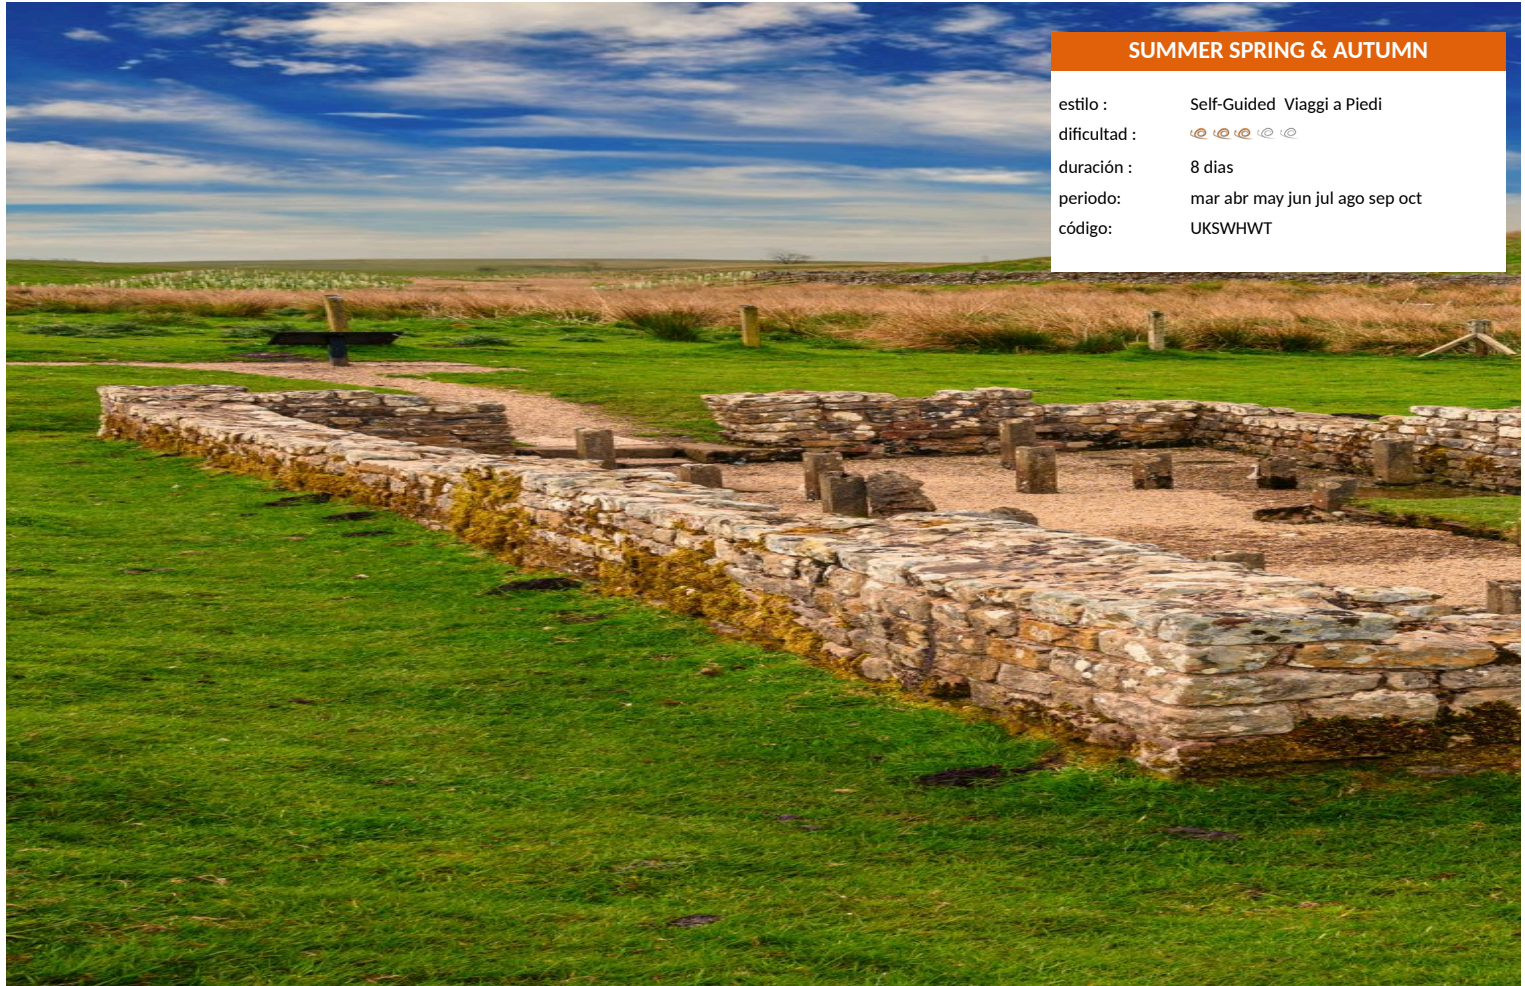 SUMMER SPRING & AUTUMN
estilo : Self-Guided  Viaggi a Piedi
dificultad :
duración : 8 dias
periodo: mar abr may jun jul ago sep oct
código: UKSWHWT